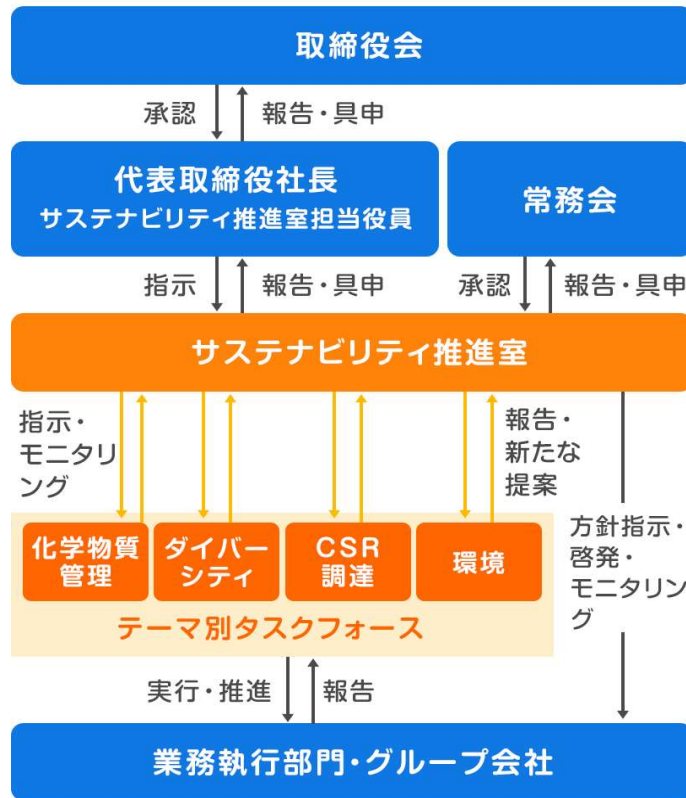 取締役会
承認
報告・具申
代表取締役社長
サステナビリティ推進室担当役員
常務会
指示
報告・具申
承認
報告・具申
サステナビリティ推進室
指示・
モニタリ
ング
報告・
新たな
提案
化学物質
管理
ダイバー
シティ
CSR
調達
環境
テーマ別タスクフォース
方針指示・
啓発・
モニタリン
グ
実行・推進
報告
業務執行部門・グループ会社